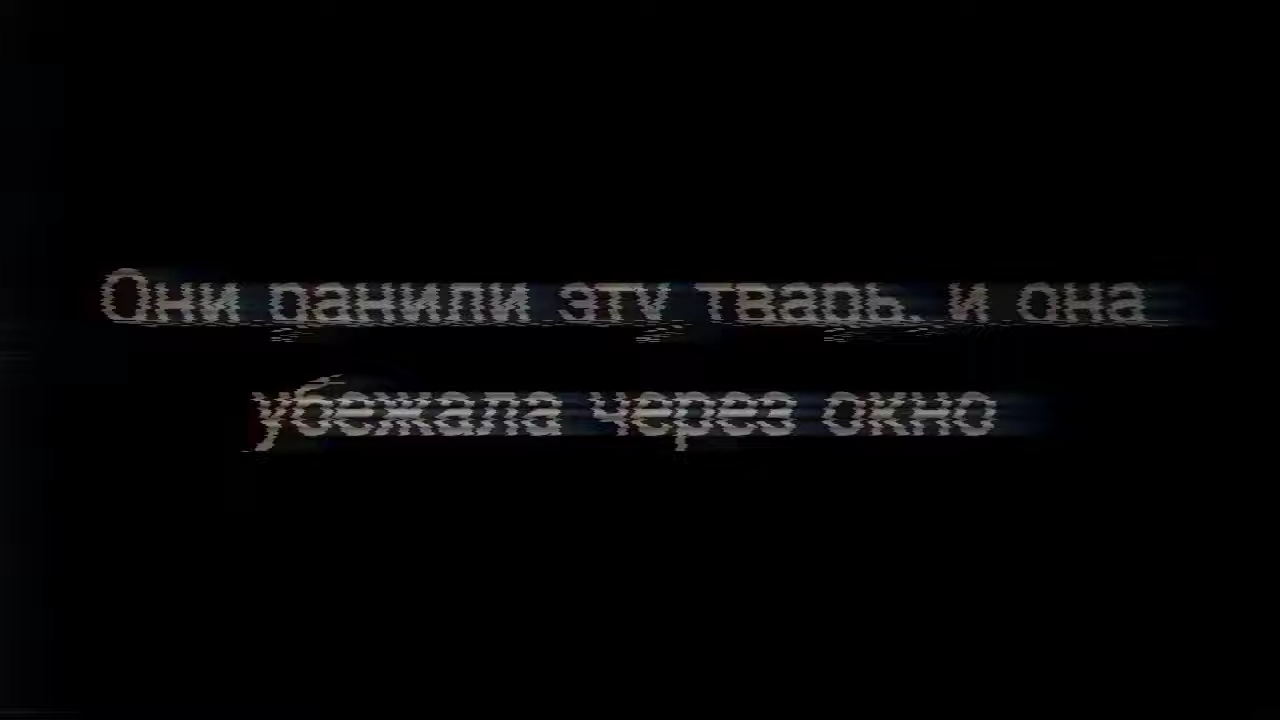 Они ранили эту тварь, и она
убежала через окно